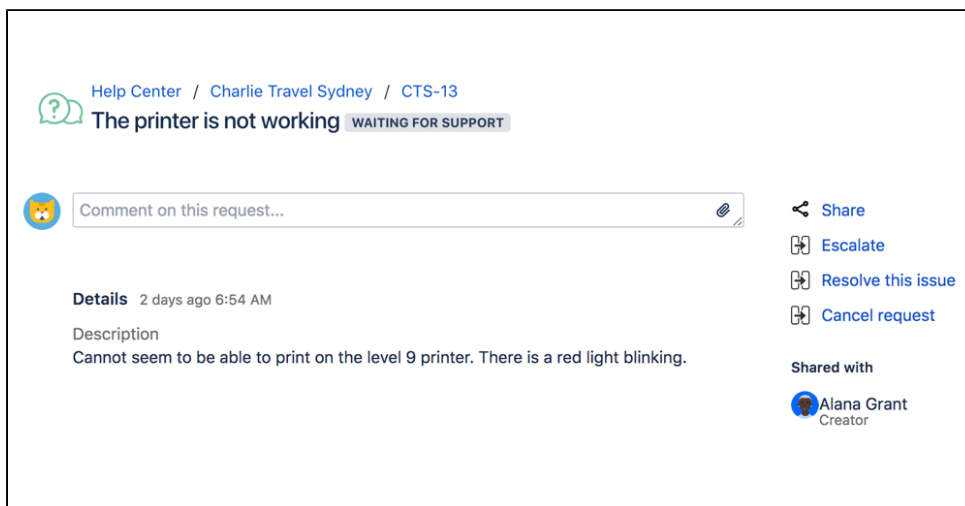 Help Center / Charlie Travel Sydney / CTS-13
The printer is not working WAITING FOR SUPPORT
Comment on this request...
Share
Escalate
Resolve this issue
Cancel request
Details 2 days ago 6:54 AM
Description
Cannot seem to be able to print on the level 9 printer. There is a red light blinking.
Shared with
Alana Grant
Creator